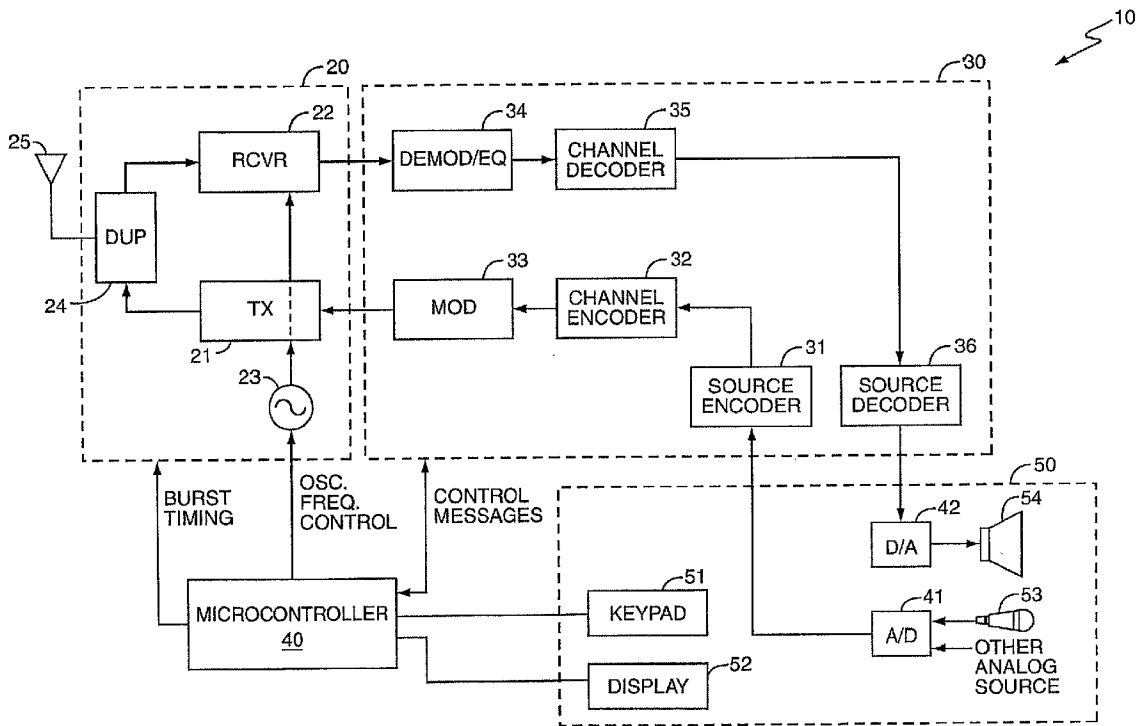 10
20
30
22
34
35
25
RCVR
DEMOD/EQ
CHANNEL
DECODER
DUP
33
32
24
TX
MOD
CHANNEL
ENCODER
21
31
36
23
SOURCE
ENCODER
SOURCE
DECODER
BURST
TIMING
OSC.
FREQ.
CONTROL
CONTROL
MESSAGES
50
42
54
D/A
MICROCONTROLLER
40
51
KEYPAD
41
53
A/D
OTHER
ANALOG
SOURCE
52
DISPLAY